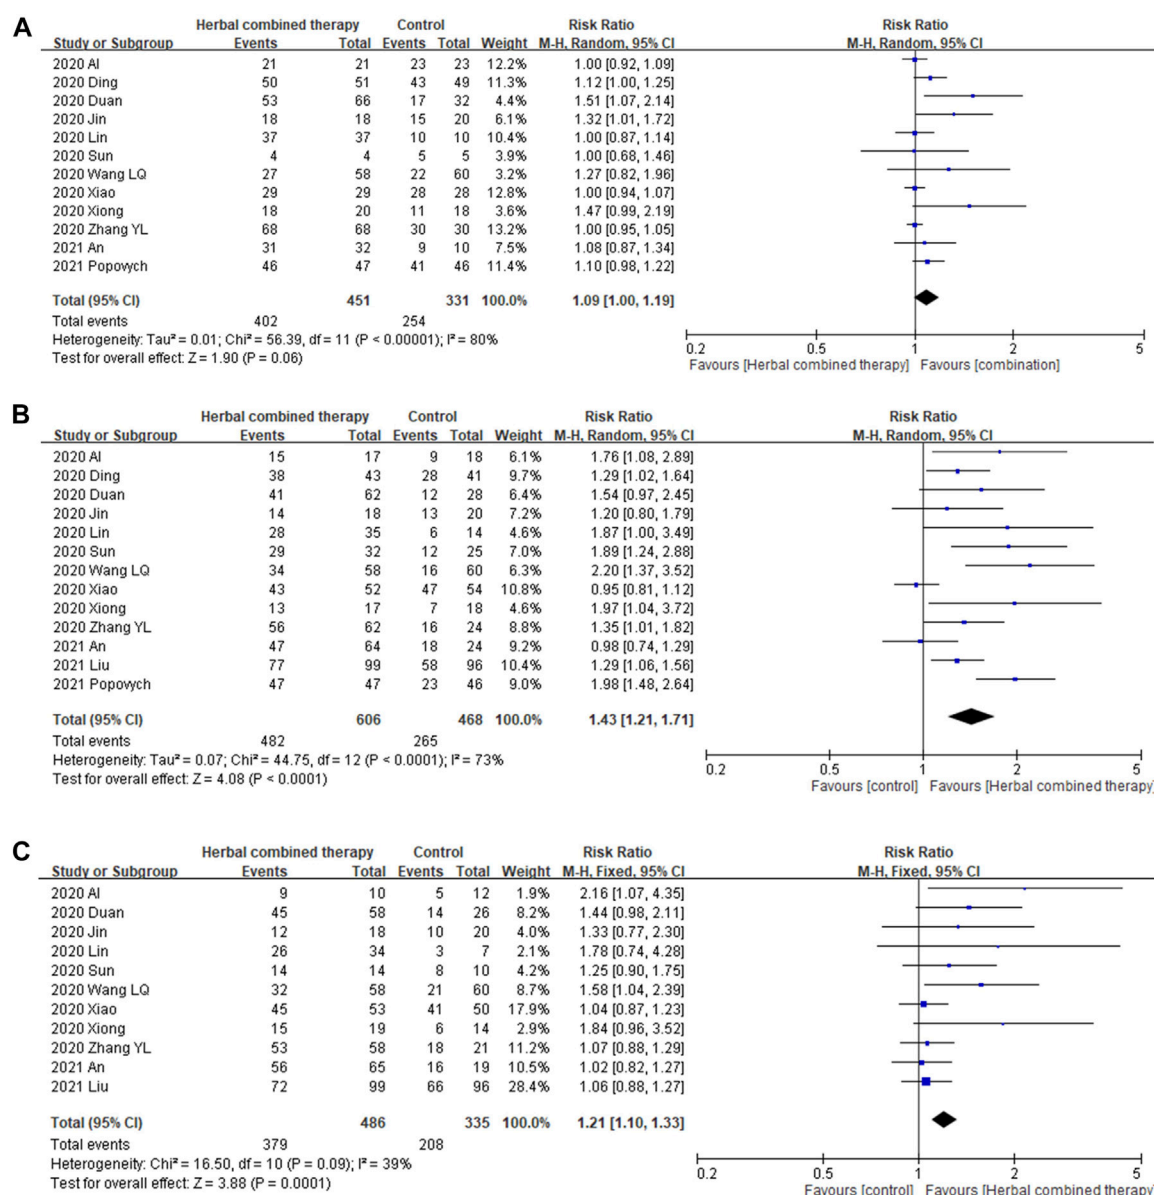 A
Herbal combined therapy Control Risk Ratio Risk Ratio
Study or Subgroup Events Total Events Total Weight M-H, Random, 95% CI M-H, Random, 95% CI
2020 AI 21 21 23 23 12.2% 1.00 [0.92, 1.09]
2020 Ding 50 51 43 49 11.3% 1.12 [1.00, 1.25]
2020 Duan 53 66 17 32 4.4% 1.51 [1.07, 2.14]
2020 Jin 18 18 15 20 6.1% 1.32 [1.01, 1.72]
2020 Lin 37 37 10 10 10.4% 1.00 [0.87, 1.14]
2020 Sun 4 4 5 5 3.9% 1.00 [0.68, 1.46]
2020 Wang LQ 27 58 22 60 3.2% 1.27 [0.82, 1.96]
2020 Xiao 29 29 28 28 12.8% 1.00 [0.94, 1.07]
2020 Xiong 18 20 11 18 3.6% 1.47 [0.99, 2.19]
2020 Zhang YL 68 68 30 30 13.2% 1.00 [0.95, 1.05]
2021 An 31 32 9 10 7.5% 1.08 [0.87, 1.34]
2021 Popovych 46 47 41 46 11.4% 1.10 [0.98, 1.22]
Total (95% CI) 451 331 100.0% 1.09 [1.00, 1.19]
Total events 402 254
Heterogeneity: Tau² = 0.01; Chi² = 56.39, df = 11 (P < 0.00001); I² = 80%
Test for overall effect: Z = 1.90 (P = 0.06)
0.2 0.5 1 2 5
Favours [Herbal combined therapy] Favours [combination]
B
Herbal combined therapy Control Risk Ratio Risk Ratio
Study or Subgroup Events Total Events Total Weight M-H, Random, 95% CI M-H, Random, 95% CI
2020 AI 15 17 9 18 6.1% 1.76 [1.08, 2.89]
2020 Ding 38 43 28 41 9.7% 1.29 [1.02, 1.64]
2020 Duan 41 62 12 28 6.4% 1.54 [0.97, 2.45]
2020 Jin 14 18 13 20 7.2% 1.20 [0.80, 1.79]
2020 Lin 28 35 6 14 4.6% 1.87 [1.00, 3.49]
2020 Sun 29 32 12 25 7.0% 1.89 [1.24, 2.88]
2020 Wang LQ 34 58 16 60 6.3% 2.20 [1.37, 3.52]
2020 Xiao 43 52 47 54 10.8% 0.95 [0.81, 1.12]
2020 Xiong 13 17 7 18 4.6% 1.97 [1.04, 3.72]
2020 Zhang YL 56 62 16 24 8.8% 1.35 [1.01, 1.82]
2021 An 47 64 18 24 9.2% 0.98 [0.74, 1.29]
2021 Liu 77 99 58 96 10.4% 1.29 [1.06, 1.56]
2021 Popovych 47 47 23 46 9.0% 1.98 [1.48, 2.64]
Total (95% CI) 606 468 100.0% 1.43 [1.21, 1.71]
Total events 482 265
Heterogeneity: Tau² = 0.07; Chi² = 44.75, df = 12 (P < 0.0001); I² = 73%
Test for overall effect: Z = 4.08 (P < 0.0001)
0.2 0.5 1 2 5
Favours [control] Favours [Herbal combined therapy]
C
Herbal combined therapy Control Risk Ratio Risk Ratio
Study or Subgroup Events Total Events Total Weight M-H, Fixed, 95% CI M-H, Fixed, 95% CI
2020 AI 9 10 5 12 1.9% 2.16 [1.07, 4.35]
2020 Duan 45 58 14 26 8.2% 1.44 [0.98, 2.11]
2020 Jin 12 18 10 20 4.0% 1.33 [0.77, 2.30]
2020 Lin 26 34 3 7 2.1% 1.78 [0.74, 4.28]
2020 Sun 14 14 8 10 4.2% 1.25 [0.90, 1.75]
2020 Wang LQ 32 58 21 60 8.7% 1.58 [1.04, 2.39]
2020 Xiao 45 53 41 50 17.9% 1.04 [0.87, 1.23]
2020 Xiong 15 19 6 14 2.9% 1.84 [0.96, 3.52]
2020 Zhang YL 53 58 18 21 11.2% 1.07 [0.88, 1.29]
2021 An 56 65 16 19 10.5% 1.02 [0.82, 1.27]
2021 Liu 72 99 66 96 28.4% 1.06 [0.88, 1.27]
Total (95% CI) 486 335 100.0% 1.21 [1.10, 1.33]
Total events 379 208
Heterogeneity: Chi² = 16.50, df = 10 (P = 0.09); I² = 39%
Test for overall effect: Z = 3.88 (P = 0.0001)
0.2 0.5 1 2 5
Favours [control] Favours [Herbal combined therapy]